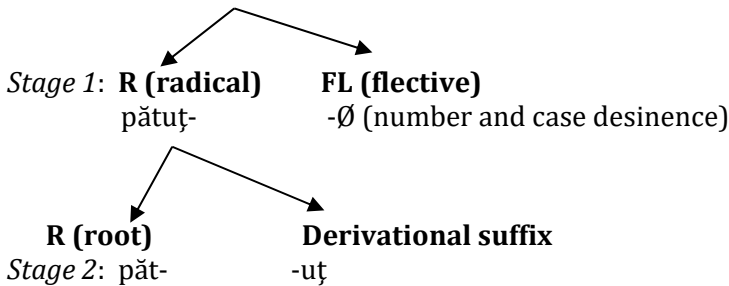 Stage 1: R (radical) FL (flective)
pătuţ- -Ø (number and case desinence)
R (root) Derivational suffix
Stage 2: păt- -uţ